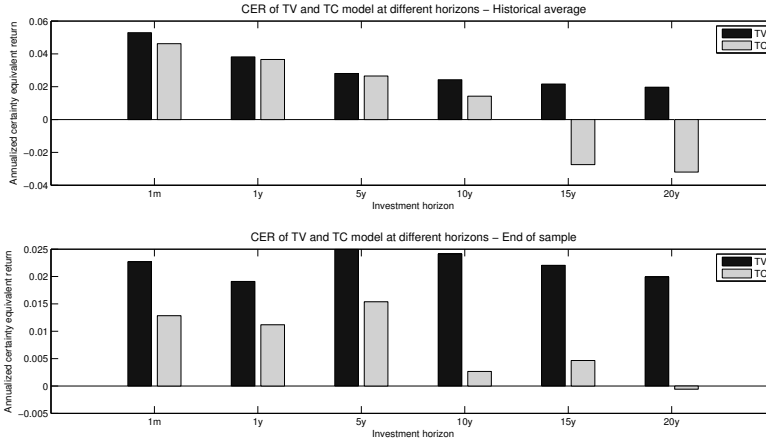 CER of TV and TC model at different horizons − Historical average
Annualized certainty equivalent return
0.06
0.04
0.02
0
−0.02
−0.04
TV
TC
1m 1y 5y 10y 15y 20y
Investment horizon
CER of TV and TC model at different horizons − End of sample
Annualized certainty equivalent return
0.025
0.02
0.015
0.01
0.005
0
−0.005
TV
TC
1m 1y 5y 10y 15y 20y
Investment horizon